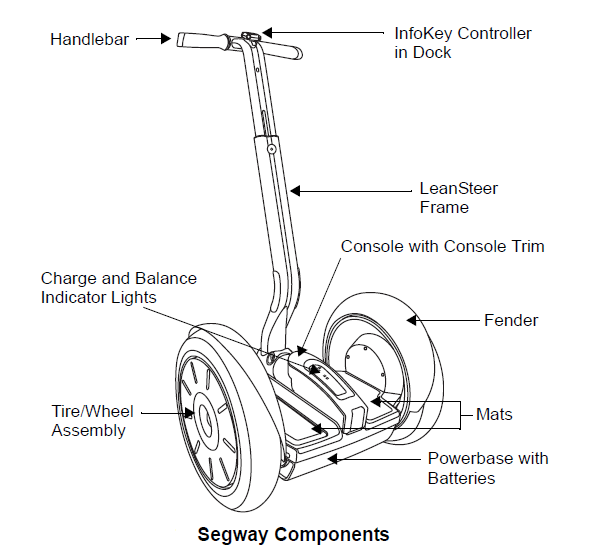 Handlebar
InfoKey Controller
in Dock
LeanSteer
Frame
Console with Console Trim
Charge and Balance
Indicator Lights
Fender
Tire/Wheel
Assembly
Mats
Powerbase with
Batteries
Segway Components